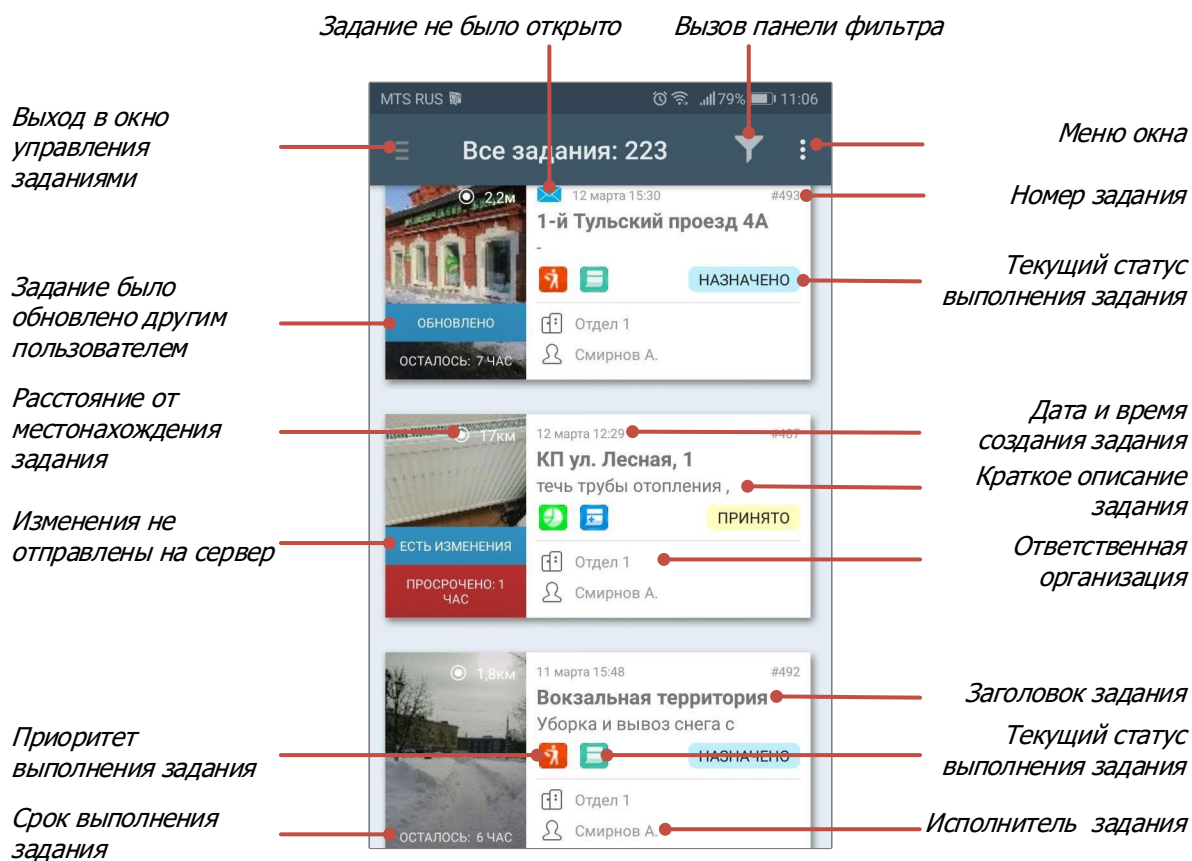 Задание не было открыто
Вызов панели фильтра
Выход в окно
управления
заданиями
Задание было
обновлено другим
пользователем
Расстояние от
местонахождения
задания
Изменения не
отправлены на сервер
Приоритет
выполнения задания
Срок выполнения
задания
MTS RUS
79% 11:06
Все задания: 223
2,2м
12 марта 15:30
#493
1-й Тульский проезд 4А
-
НАЗНАЧЕНО
ОБНОВЛЕНО
ОСТАЛОСЬ: 7 ЧАС
Отдел 1
Смирнов А.
17км
12 марта 12:29
#487
КП ул. Лесная, 1
течь трубы отопления ,
ПРИНЯТО
ЕСТЬ ИЗМЕНЕНИЯ
ПРОСРОЧЕНО: 1
ЧАС
Отдел 1
Смирнов А.
1,8км
11 марта 15:48
#492
Вокзальная территория
Уборка и вывоз снега с
НАЗНАЧЕНО
ОСТАЛОСЬ: 6 ЧАС
Отдел 1
Смирнов А.
Меню окна
Номер задания
Текущий статус
выполнения задания
Дата и время
создания задания
Краткое описание
задания
Ответственная
организация
Заголовок задания
Текущий статус
выполнения задания
Исполнитель задания